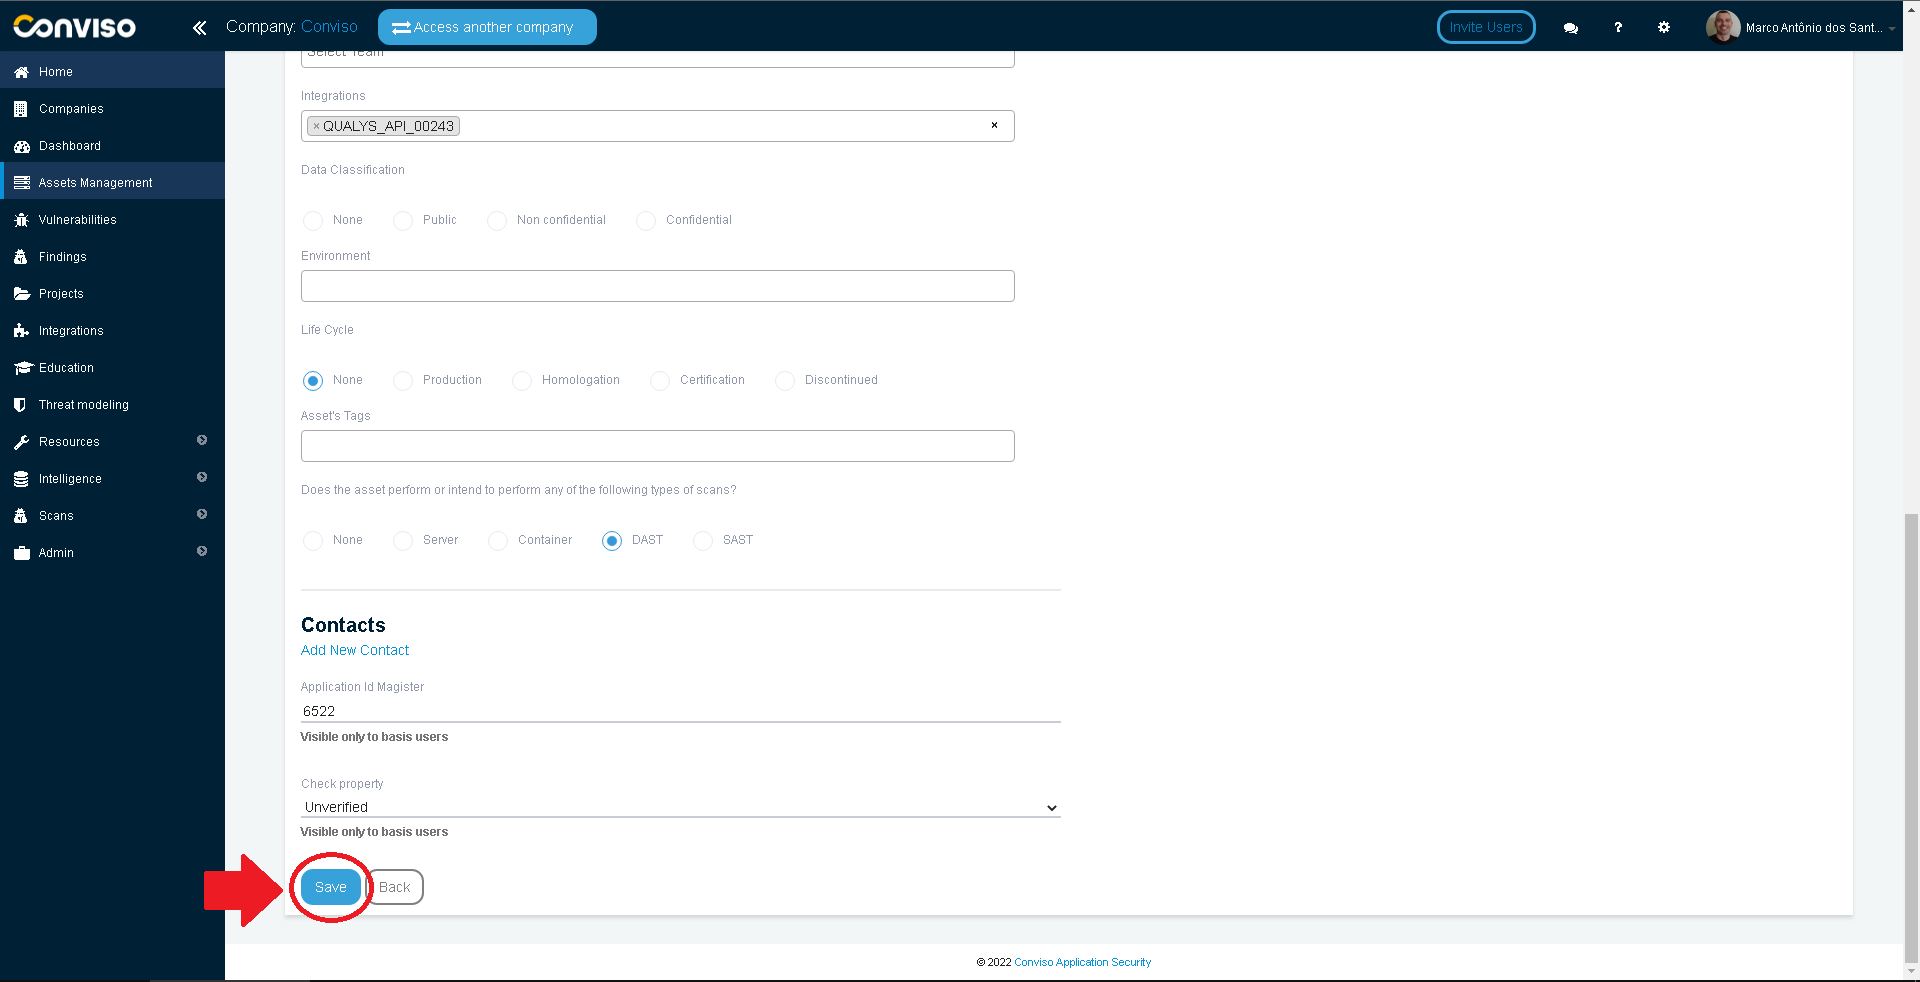 Conviso
Company: Conviso
Access another company
Invite Users
?
Marco Antônio dos Sant...
Home
Companies
Dashboard
Assets Management
Vulnerabilities
Findings
Projects
Integrations
Education
Threat modeling
Resources
Intelligence
Scans
Admin
Select Team
Integrations
× QUALYS_API_00243 ×
Data Classification
None Public Non confidential Confidential
Environment
Life Cycle
None Production Homologation Certification Discontinued
Asset's Tags
Does the asset perform or intend to perform any of the following types of scans?
None Server Container DAST SAST
Contacts
Add New Contact
Application Id Magister
6522
Visible only to basis users
Check property
Unverified
Visible only to basis users
Save Back
© 2022 Conviso Application Security